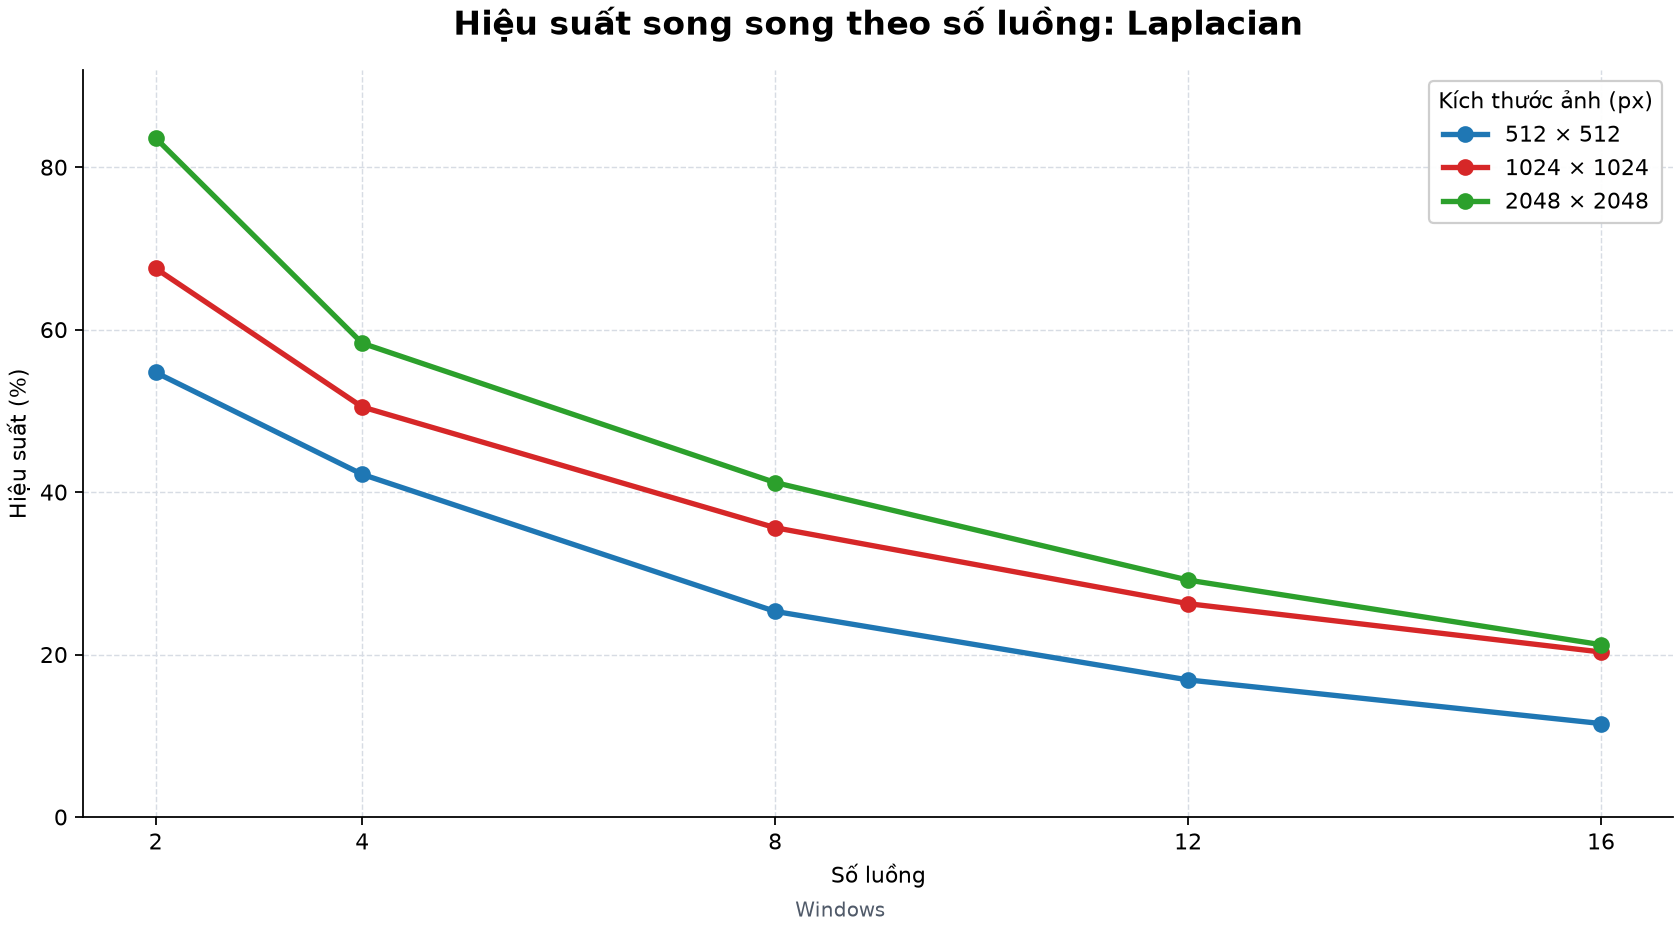 Hiệu suất song song theo số luồng: Laplacian
Kích thước ảnh (px)
512 × 512
1024 × 1024
2048 × 2048
Hiệu suất (%)
80
60
40
20
0
2 4 8 12 16
Số luồng
Windows